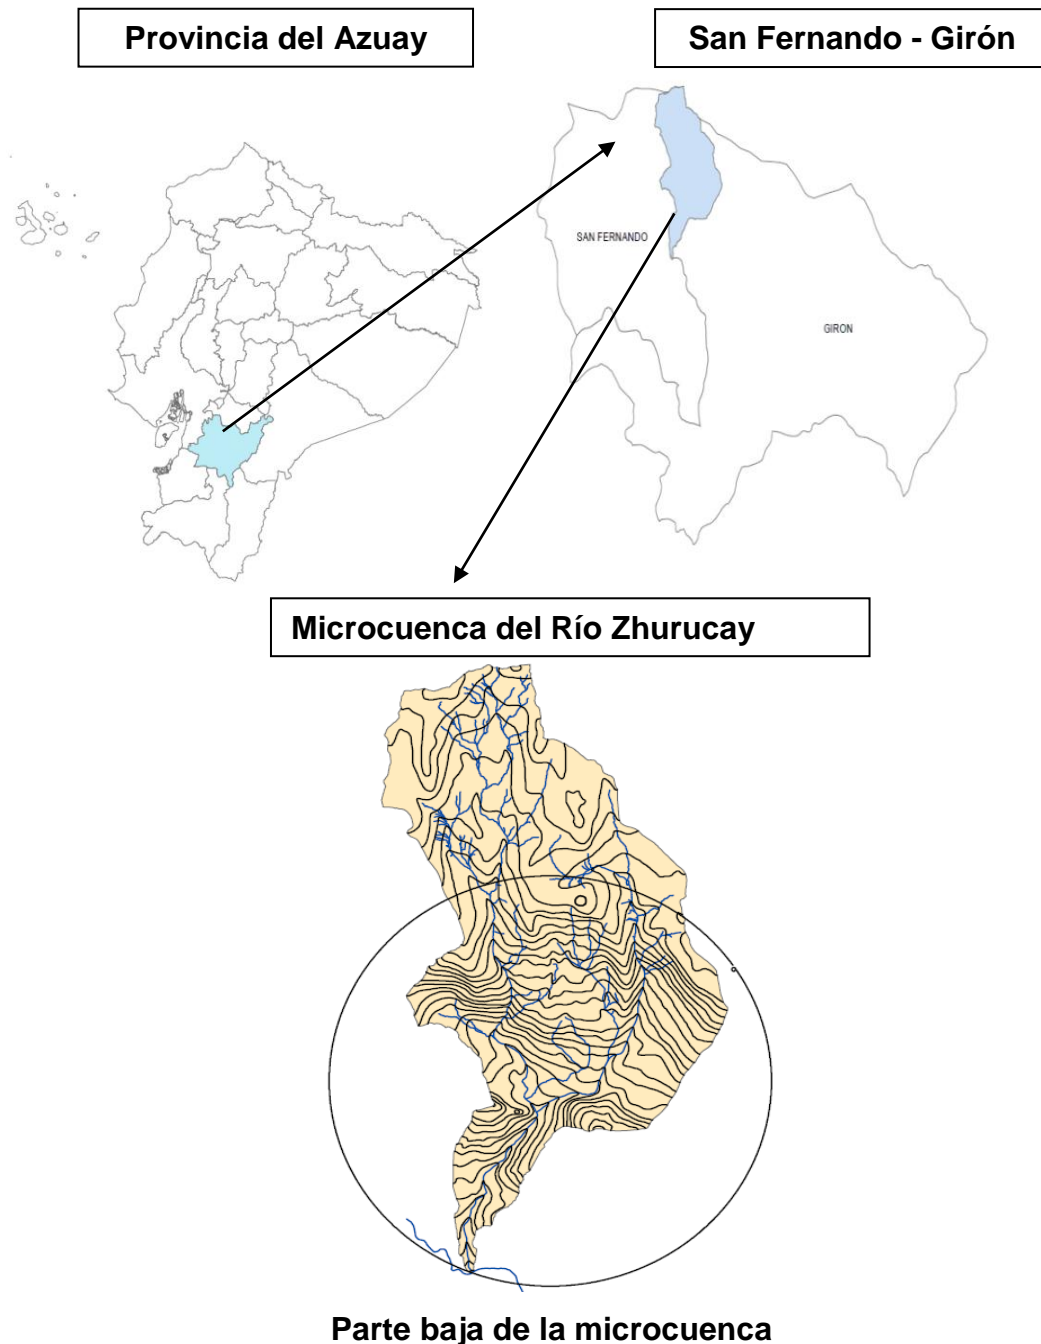 Provincia del Azuay
San Fernando - Girón
SAN FERNANDO
GIRON
Microcuenca del Río Zhurucay
Parte baja de la microcuenca